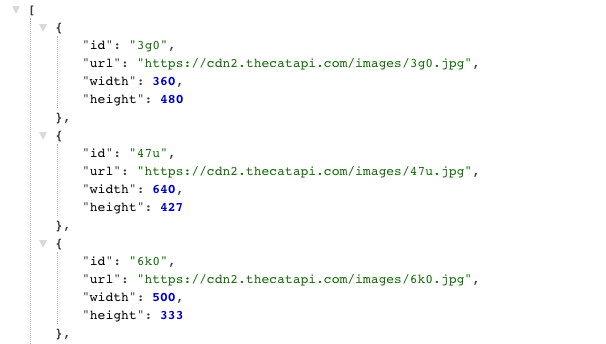 [
{
"id": "3g0",
"url": "https://cdn2.thecatapi.com/images/3g0.jpg",
"width": 360,
"height": 480
},
{
"id": "47u",
"url": "https://cdn2.thecatapi.com/images/47u.jpg",
"width": 640,
"height": 427
},
{
"id": "6k0",
"url": "https://cdn2.thecatapi.com/images/6k0.jpg",
"width": 500,
"height": 333
},